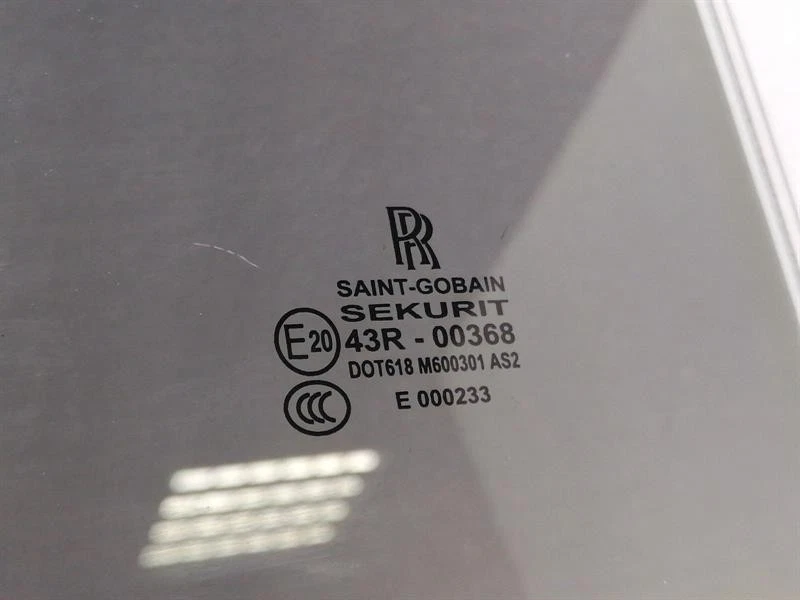 RR
SAINT-GOBAIN
SEKURIT
E20 43R - 00368
DOT618 M600301 AS2
CCC E 000233